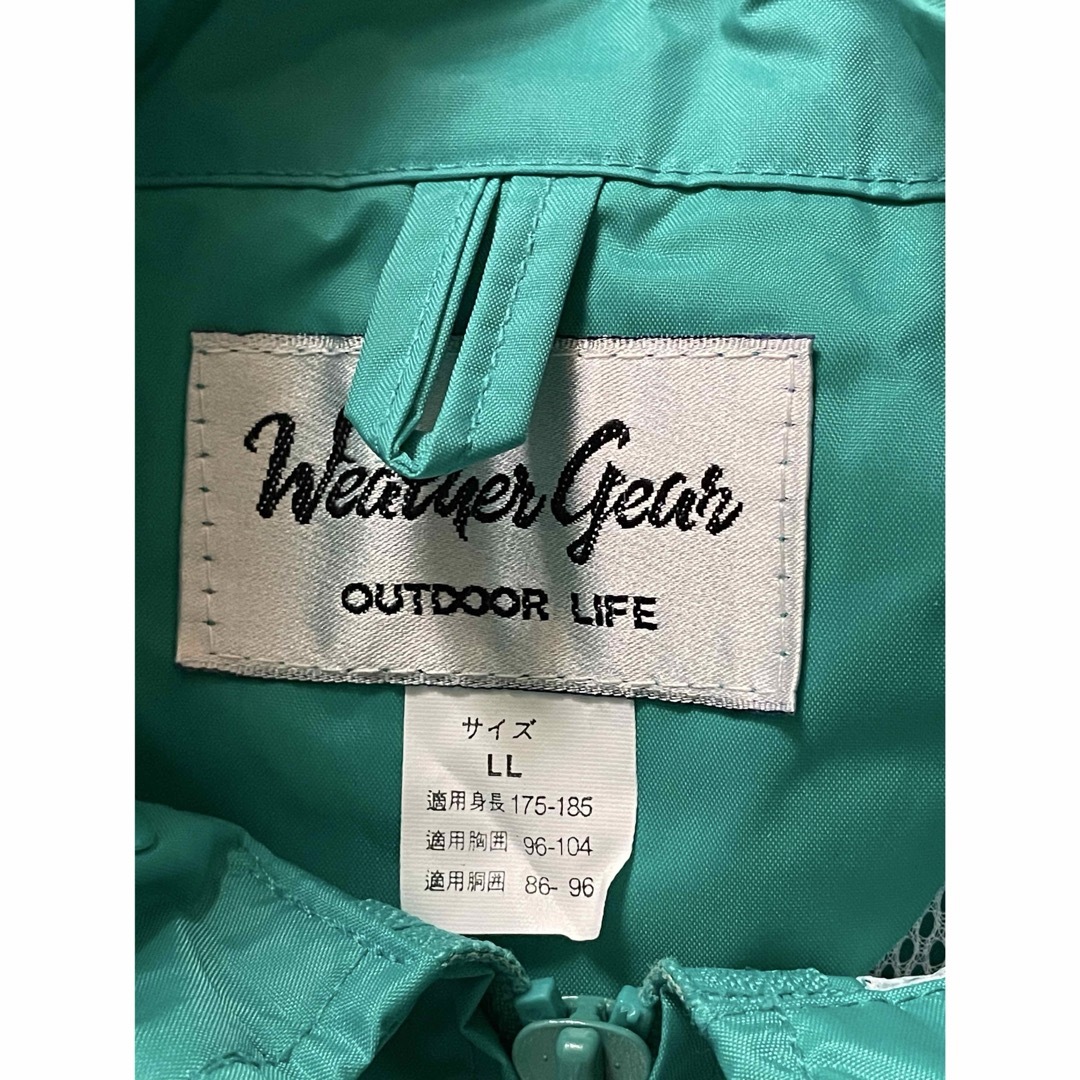 Weather Gear
OUTDOOR LIFE
サイズ
LL
適用身長 175-185
適用胸囲 96-104
適用胴囲 86- 96